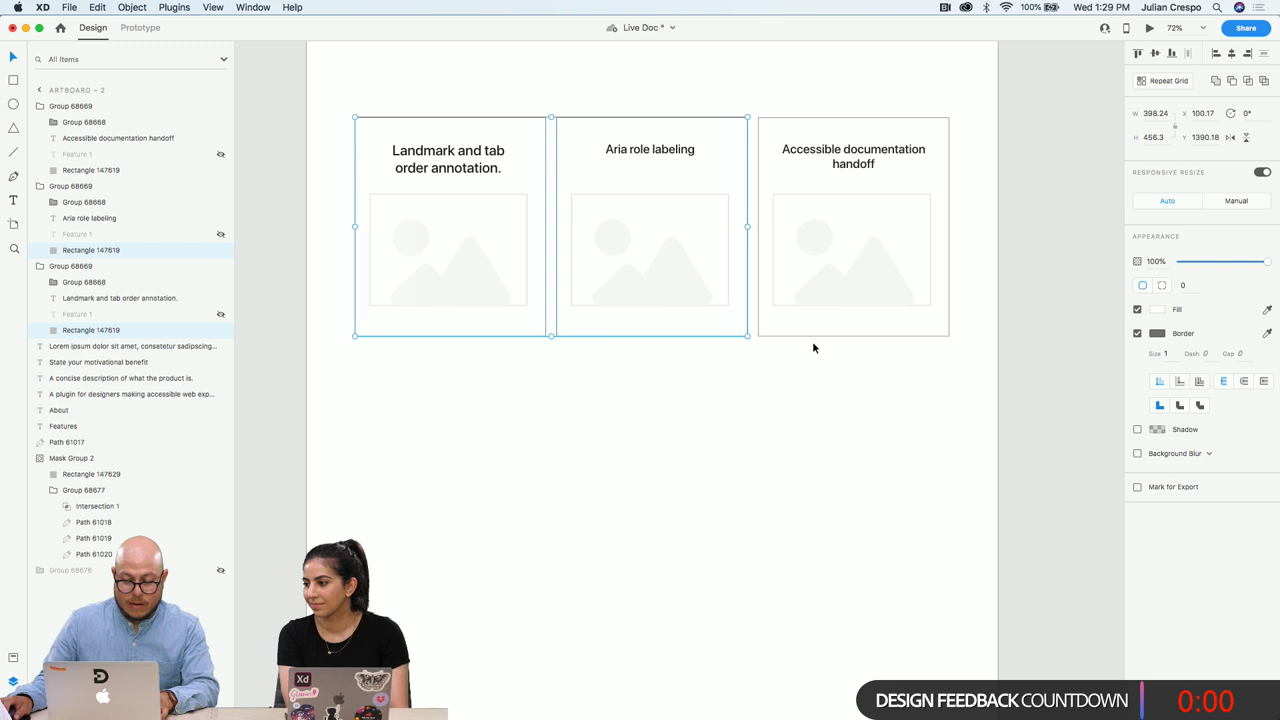 XD File Edit Object Plugins View Window Help
100% Wed 1:29 PM Julian Crespo
Design Prototype
Live Doc *
72% Share
All Items
ARTBOARD – 2
Group 68669
Group 68668
Accessible documentation handoff
Feature 1
Rectangle 147619
Group 68669
Group 68668
Aria role labeling
Feature 1
Rectangle 147619
Group 68669
Group 68668
Landmark and tab order annotation.
Feature 1
Rectangle 147619
Lorem ipsum dolor sit amet, consetetur sadipscing...
State your motivational benefit
A concise description of what the product is.
A plugin for designers making accessible web exp...
About
Features
Path 61017
Mask Group 2
Rectangle 147629
Group 68677
Intersection 1
Path 61018
Path 61019
Path 61020
Group 68676
Landmark and tab
order annotation.
Aria role labeling
Accessible documentation
handoff
Repeat Grid
W 398.24 X 100.17 0°
H 456.3 Y 1390.18
RESPONSIVE RESIZE
Auto Manual
APPEARANCE
100%
0
Fill
Border
Size 1 Dash 0 Gap 0
Shadow
Background Blur
Mark for Export
Xd
DESIGN FEEDBACK COUNTDOWN 0:00